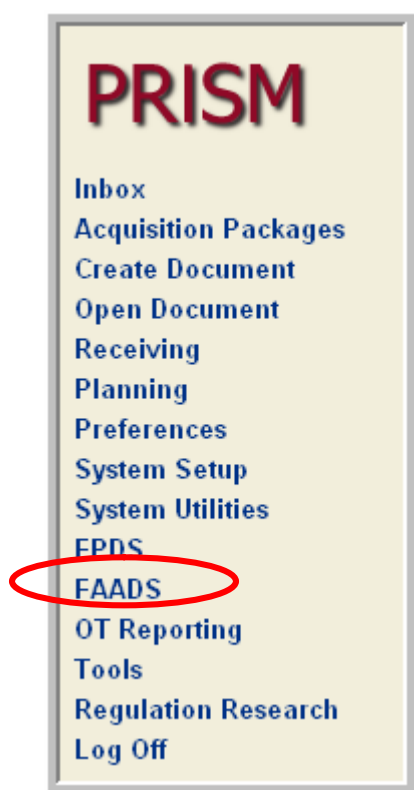 PRISM
Inbox
Acquisition Packages
Create Document
Open Document
Receiving
Planning
Preferences
System Setup
System Utilities
FPDS
FAADS
OT Reporting
Tools
Regulation Research
Log Off